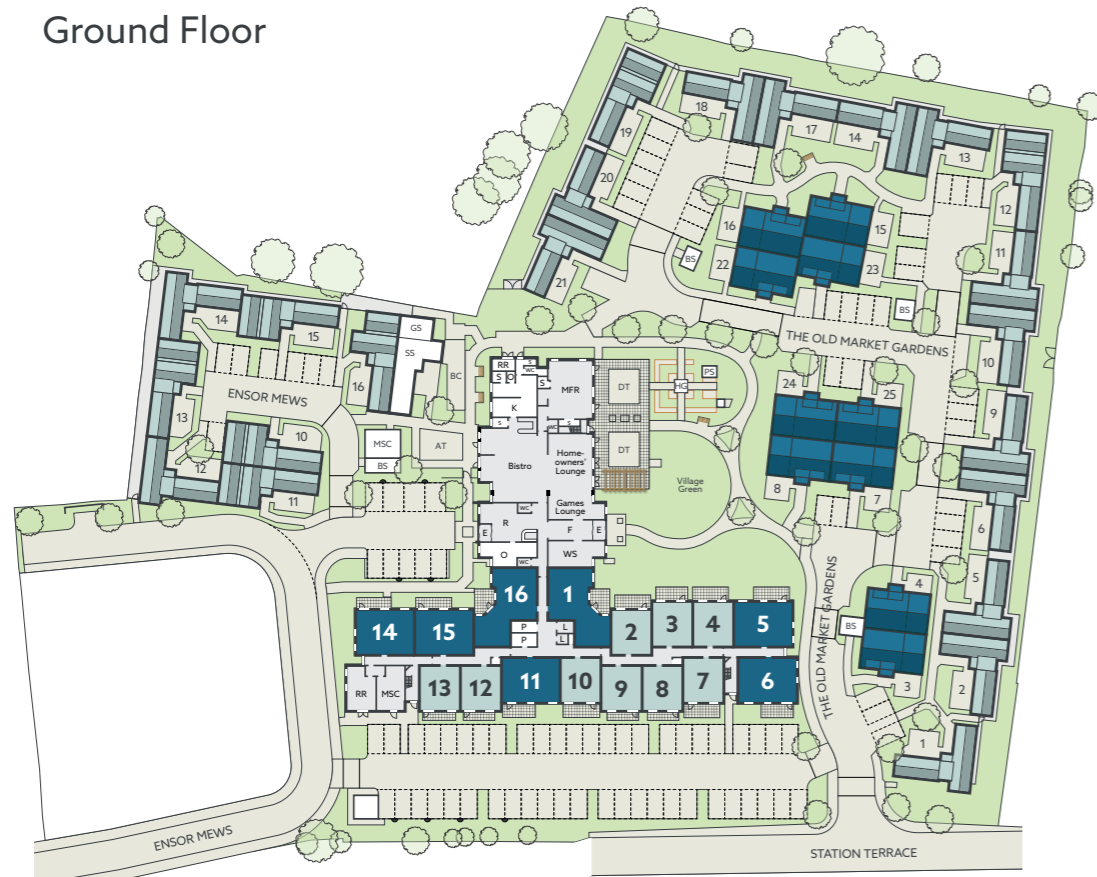 Ground Floor
18
17
14
13
19
20
12
16
15
11
BS
22
23
21
BS
THE OLD MARKET GARDENS
10
14
15
GS
SS
BC
16
ENSOR MEWS
13
10
12
11
MSC
BS
AT
RR
WC
S
O
S
K
MFR
S
WC
S
DT
HG
PS
DT
Bistro
Home-
owners'
Lounge
Village
Green
Games
Lounge
WC
E
R
F
E
O
WC
WS
24
25
9
8
7
6
5
4
BS
THE OLD MARKET GARDENS
3
2
1
16
1
14
15
P
P
L
L
2
3
4
5
RR
MSC
13
12
11
10
9
8
7
6
ENSOR MEWS
STATION TERRACE